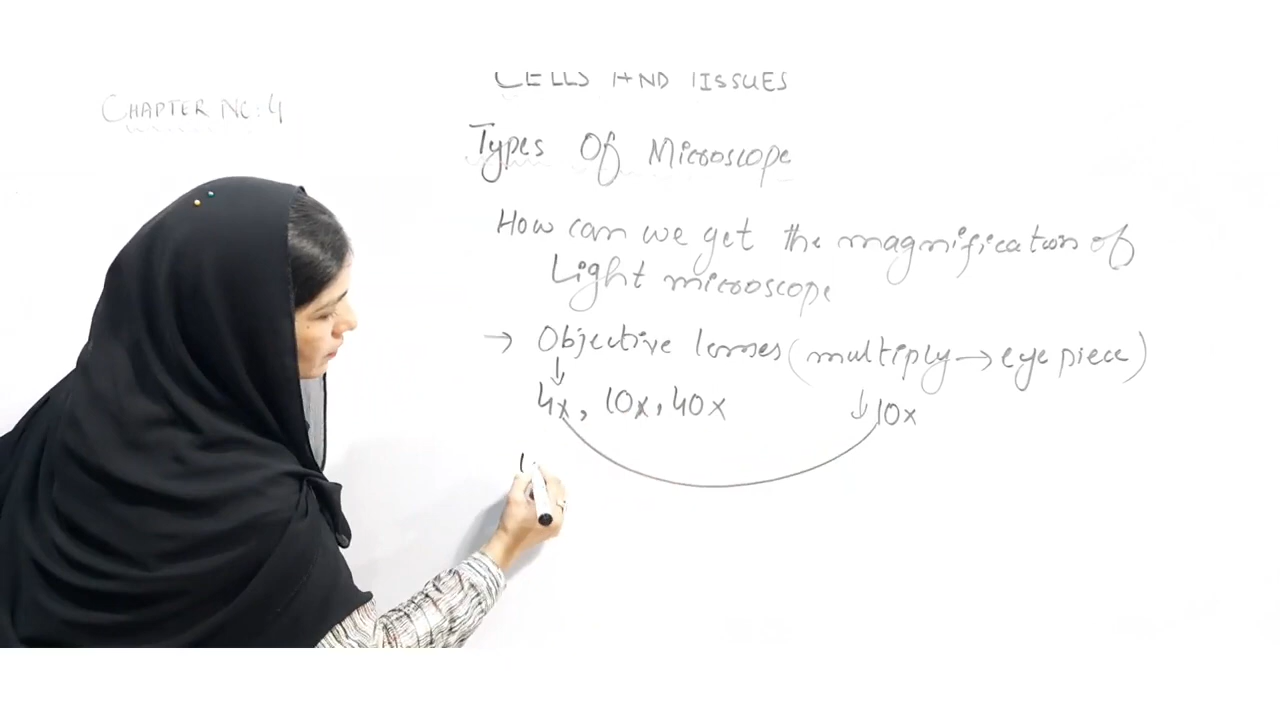 CELLS AND TISSUES
CHAPTER NO: 4
Types Of Microscope
How can we get the magnification of
Light microscope
→ Objective lenses (multiply → eye piece)
↓
4x, 10x, 40x ↓ 10x
(